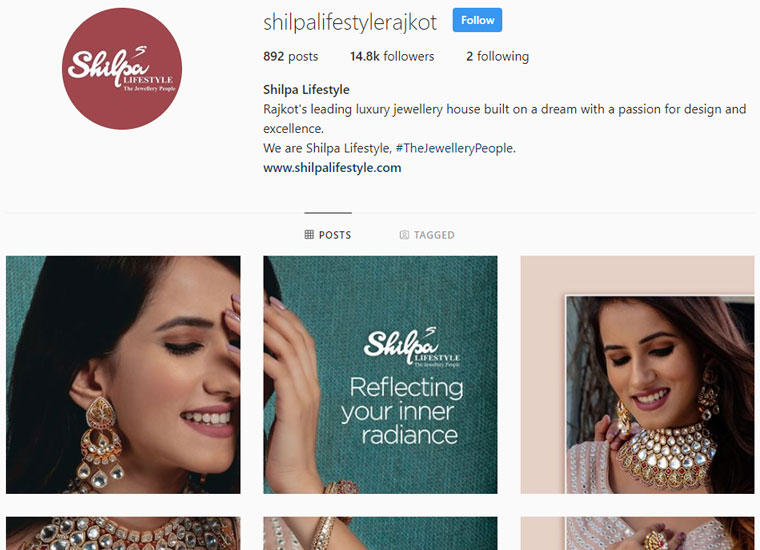 Shilpa's
LIFESTYLE
The Jewellery People
shilpalifestylerajkot Follow
892 posts 14.8k followers 2 following
Shilpa Lifestyle
Rajkot's leading luxury jewellery house built on a dream with a passion for design and
excellence.
We are Shilpa Lifestyle, #TheJewelleryPeople.
www.shilpalifestyle.com
POSTS TAGGED
Shilpa's
LIFESTYLE
The Jewellery People
Reflecting
your inner
radiance